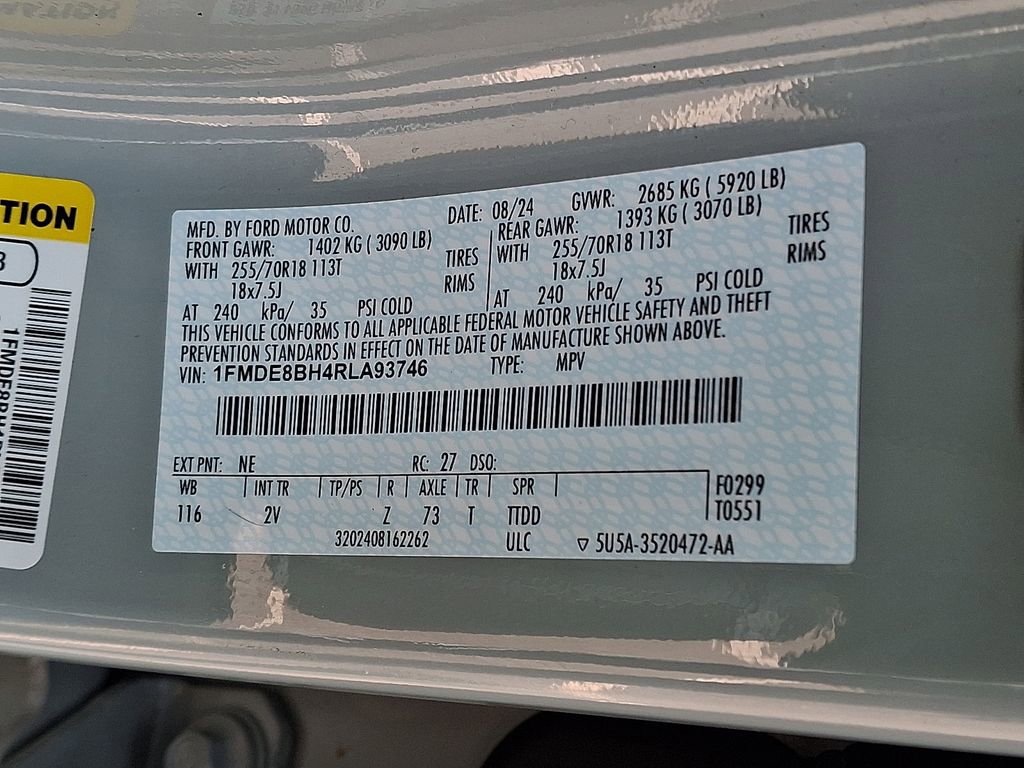 TION
1FMDE8BH4R
MFD. BY FORD MOTOR CO.
DATE: 08/24 GVWR: 2685 KG ( 5920 LB)
FRONT GAWR: 1402 KG ( 3090 LB)
REAR GAWR: 1393 KG ( 3070 LB)
WITH 255/70R18 113T TIRES
WITH 255/70R18 113T TIRES
18x7.5J RIMS
18x7.5J RIMS
AT 240 kPa/ 35 PSI COLD
AT 240 kPa/ 35 PSI COLD
THIS VEHICLE CONFORMS TO ALL APPLICABLE FEDERAL MOTOR VEHICLE SAFETY AND THEFT
PREVENTION STANDARDS IN EFFECT ON THE DATE OF MANUFACTURE SHOWN ABOVE.
VIN: 1FMDE8BH4RLA93746 TYPE: MPV
EXT PNT: NE RC: 27 DSO:
WB INT TR TP/PS R AXLE TR SPR F0299
116 2V Z 73 T TTDD T0551
3202408162262 ULC ▽ 5U5A-3520472-AA